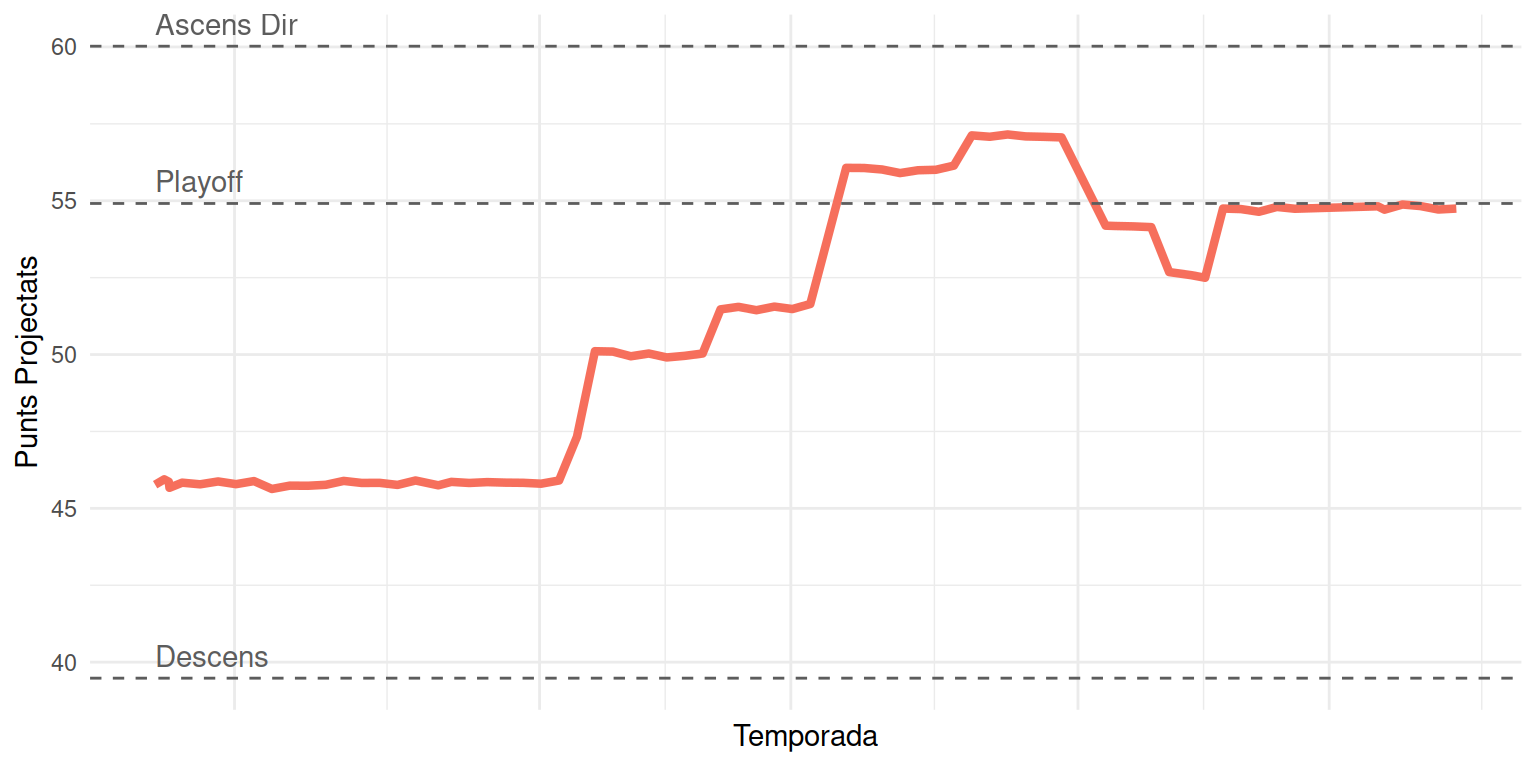 Ascens Dir
60
Playoff
55
50
45
Descens
40
Punts Projectats
Temporada